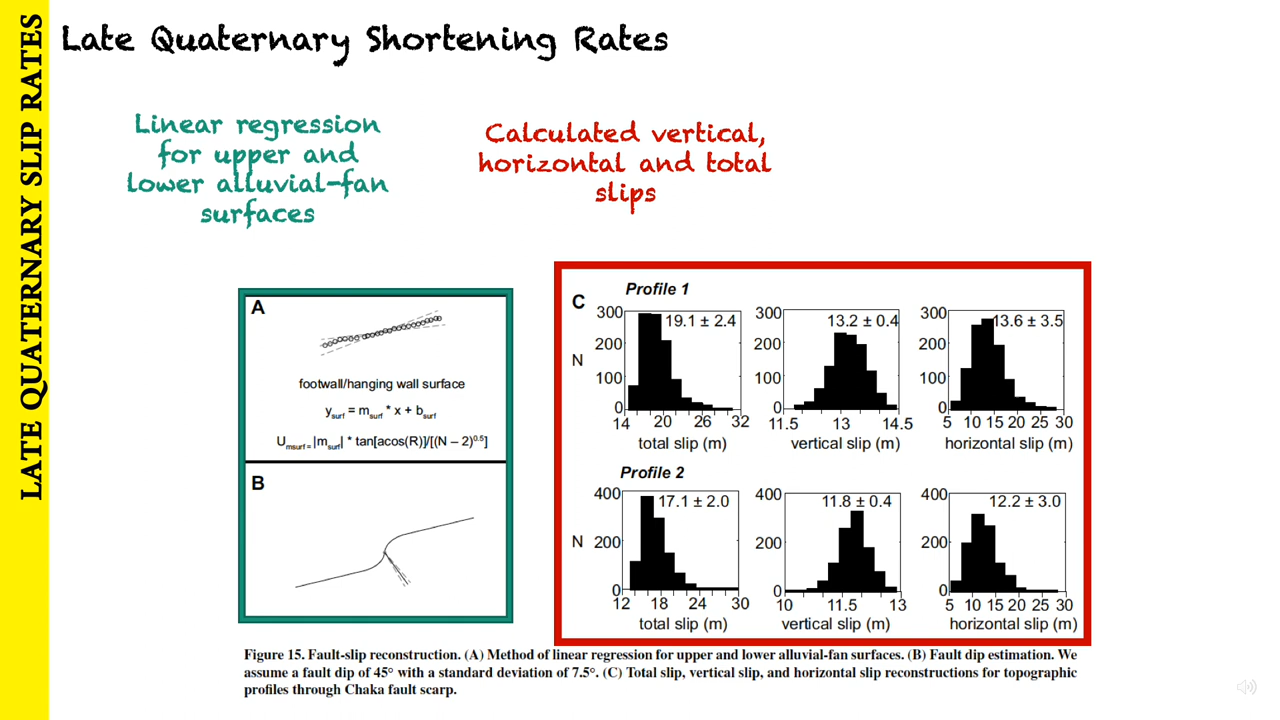 LATE QUATERNARY SLIP RATES
Late Quaternary Shortening Rates
Linear regression
for upper and
lower alluvial-fan
surfaces
Calculated vertical,
horizontal and total
slips
A
footwall/hanging wall surface
y_surf = m_surf * x + b_surf
U_msurf = |m_surf| * tan[acos(R)]/[(N – 2)^0.5]
B
C
Profile 1
300
200
100
0
N
19.1 ± 2.4
14 20 26 32
total slip (m)
300
200
100
0
13.2 ± 0.4
11.5 13 14.5
vertical slip (m)
300
200
100
0
13.6 ± 3.5
5 10 15 20 25 30
horizontal slip (m)
Profile 2
400
200
0
N
17.1 ± 2.0
12 18 24 30
total slip (m)
400
200
0
11.8 ± 0.4
10 11.5 13
vertical slip (m)
400
200
0
12.2 ± 3.0
5 10 15 20 25 30
horizontal slip (m)
Figure 15. Fault-slip reconstruction. (A) Method of linear regression for upper and lower alluvial-fan surfaces. (B) Fault dip estimation. We
assume a fault dip of 45° with a standard deviation of 7.5°. (C) Total slip, vertical slip, and horizontal slip reconstructions for topographic
profiles through Chaka fault scarp.